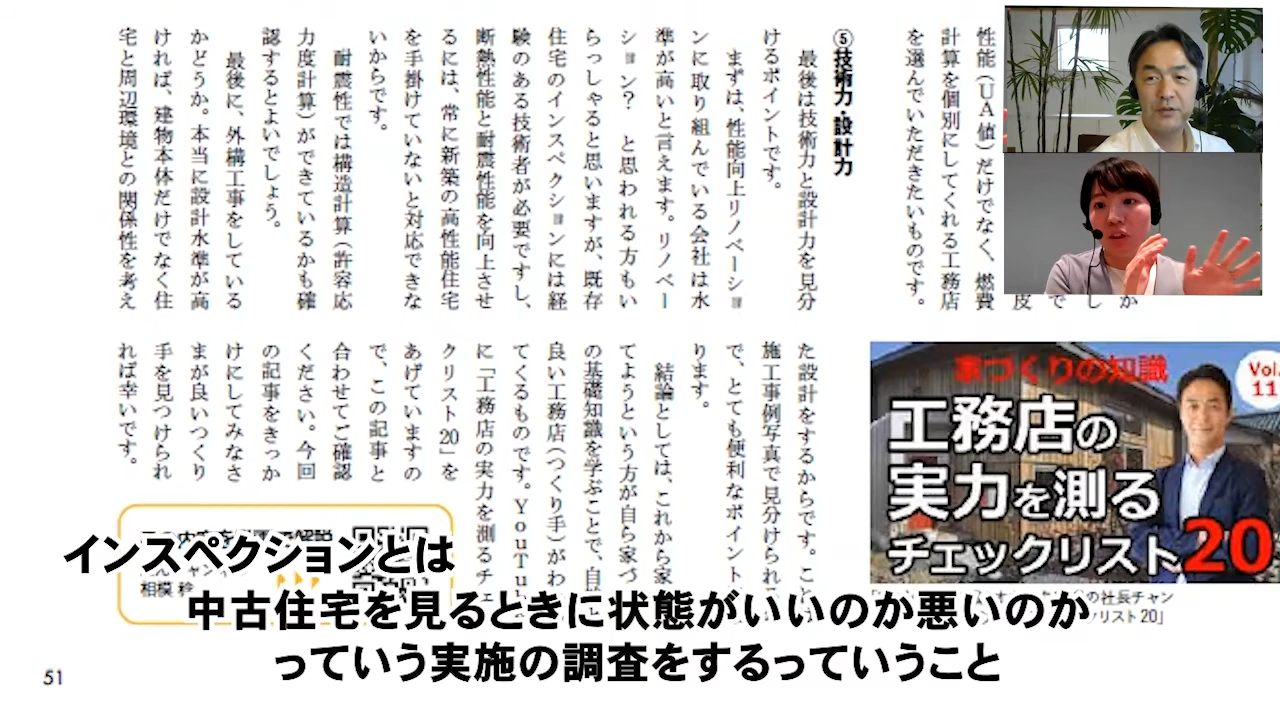 性能(UA値)だけでなく、燃費
計算を個別にしてくれる工務店
を選んでいただきたいものです。
⑤技術力・設計力
最後は技術力と設計力を見分
けるポイントです。
まずは、性能向上リノベーショ
ンに取り組んでいる会社は水
準が高いと言えます。リノベー
ション? と思われる方もい
らっしゃると思いますが、既存
住宅のインスペクションには経
験のある技術者が必要ですし、
断熱性能と耐震性能を向上させ
るには、常に新築の高性能住宅
を手掛けていないと対応できな
いからです。
耐震性では構造計算(許容応
力度計算)ができているかも確
認するとよいでしょう。
最後に、外構工事をしている
かどうか。本当に設計水準が高
ければ、建物本体だけでなく住
宅と周辺環境との関係性を考え
た設計をするからです。
施工事例写真で見分けられる
で、とても便利なポイント
ります。
結論としては、これから家
てようという方が自ら家づ
の基礎知識を学ぶことで、自
良い工務店(つくり手)がわ
てくるものです。YouTub
に「工務店の実力を測るチェ
クリスト20」を
あげていますの
で、この記事と
合わせてご確認
ください。今回
の記事をきっか
けにしてみなさ
まが良いつくり
手を見つけられ
れば幸いです。
家づくりの知識
Vol.
11
工務店の
実力を測る
チェックリスト20
の社長チャン
クリスト20」
相模 稔
インスペクションとは
中古住宅を見るときに状態がいいのか悪いのか
っていう実施の調査をするっていうこと
51